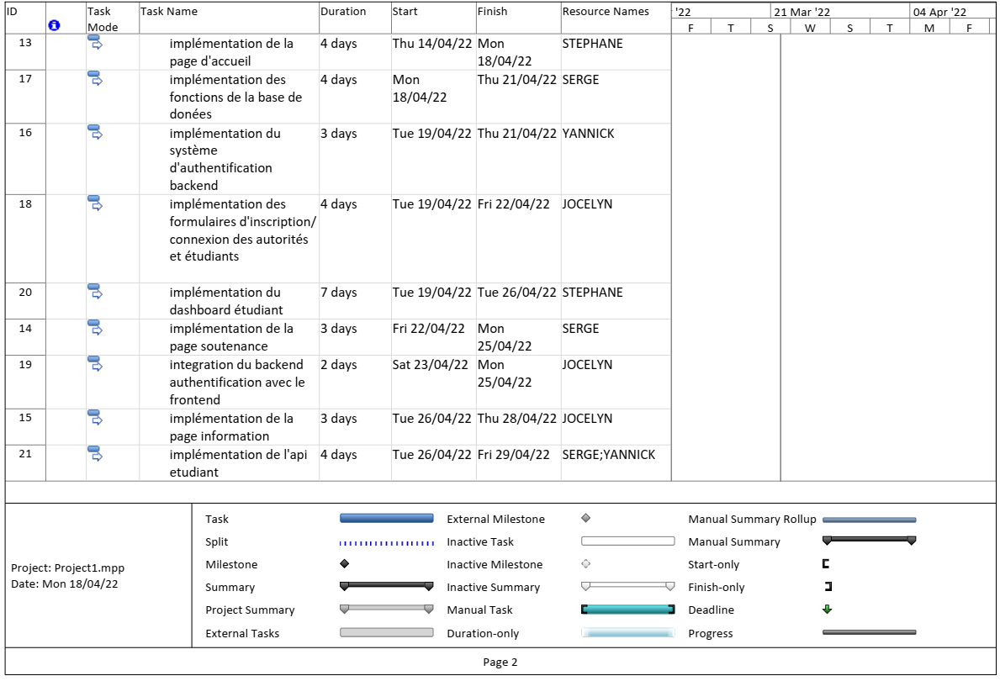 ID Task Task Name Duration Start Finish Resource Names '22 21 Mar '22 04 Apr '22
Mode F T S W S T M F
13 implémentation de la 4 days Thu 14/04/22 Mon STEPHANE
page d'accueil 18/04/22
17 implémentation des 4 days Mon Thu 21/04/22 SERGE
fonctions de la base de 18/04/22
donées
16 implémentation du 3 days Tue 19/04/22 Thu 21/04/22 YANNICK
système
d'authentification
backend
18 implémentation des 4 days Tue 19/04/22 Fri 22/04/22 JOCELYN
formulaires d'inscription/
connexion des autorités
et étudiants
20 implémentation du 7 days Tue 19/04/22 Tue 26/04/22 STEPHANE
dashboard étudiant
14 implémentation de la 3 days Fri 22/04/22 Mon SERGE
page soutenance 25/04/22
19 integration du backend 2 days Sat 23/04/22 Mon JOCELYN
authentification avec le 25/04/22
frontend
15 implémentation de la 3 days Tue 26/04/22 Thu 28/04/22 JOCELYN
page information
21 implémentation de l'api 4 days Tue 26/04/22 Fri 29/04/22 SERGE;YANNICK
etudiant
Project: Project1.mpp
Date: Mon 18/04/22
Task External Milestone Manual Summary Rollup
Split Inactive Task Manual Summary
Milestone Inactive Milestone Start-only
Summary Inactive Summary Finish-only
Project Summary Manual Task Deadline
External Tasks Duration-only Progress
Page 2